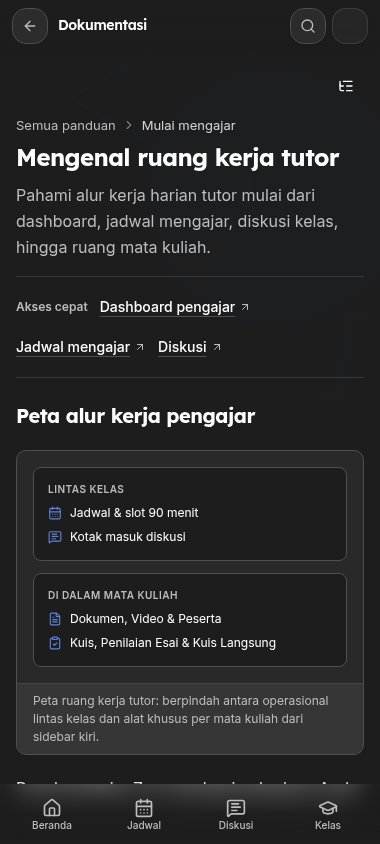 Dokumentasi
Semua panduan
Mulai mengajar
Mengenal ruang kerja tutor
Pahami alur kerja harian tutor mulai dari
dashboard, jadwal mengajar, diskusi kelas,
hingga ruang mata kuliah.
Akses cepat Dashboard pengajar
Jadwal mengajar Diskusi
Peta alur kerja pengajar
LINTAS KELAS
Jadwal & slot 90 menit
Kotak masuk diskusi
DI DALAM MATA KULIAH
Dokumen, Video & Peserta
Kuis, Penilaian Esai & Kuis Langsung
Peta ruang kerja tutor: berpindah antara operasional
lintas kelas dan alat khusus per mata kuliah dari
sidebar kiri.
Beranda Jadwal Diskusi Kelas